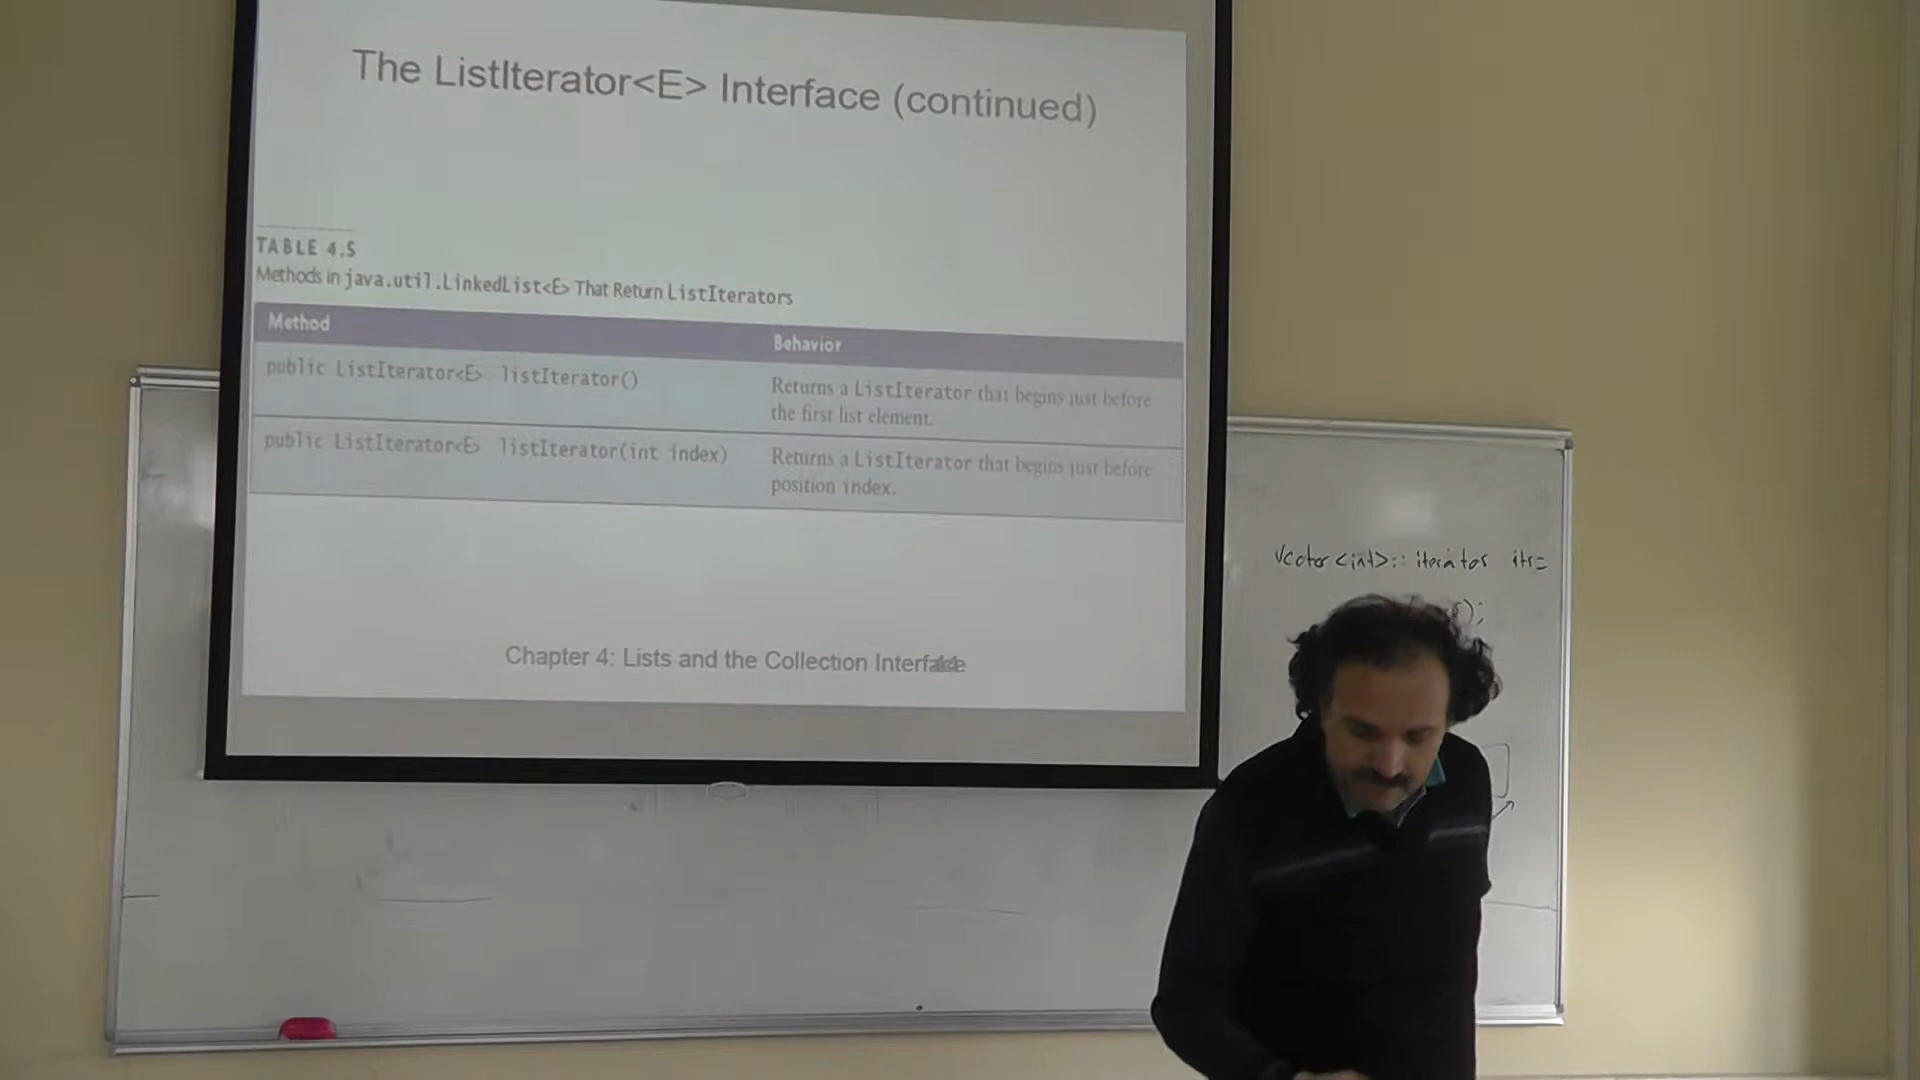 The ListIterator<E> Interface (continued)
TABLE 4.5
Methods in java.util.LinkedList<E> That Return ListIterators
Method Behavior
public ListIterator<E> listIterator() Returns a ListIterator that begins just before
the first list element.
public ListIterator<E> listIterator(int index) Returns a ListIterator that begins just before
position index.
Chapter 4: Lists and the Collection Interface
Vector<int>::iterator itr=
);